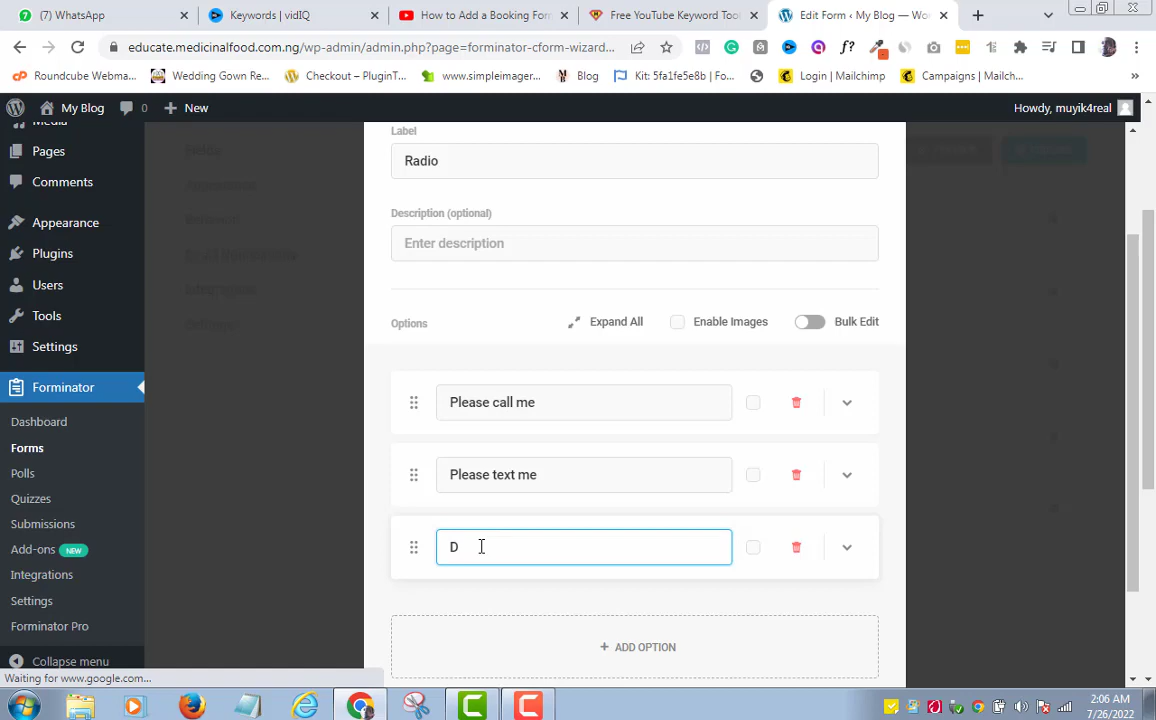 (7) WhatsApp
Keywords | vidIQ
How to Add a Booking For
Free YouTube Keyword Tool
Edit Form ‹ My Blog — Wo
educate.medicinalfood.com.ng/wp-admin/admin.php?page=forminator-cform-wizard...
Roundcube Webma...
Wedding Gown Re...
Checkout – PluginT...
www.simpleimager...
Blog
Kit: 5fa1fe5e8b | Fo...
Login | Mailchimp
Campaigns | Mailch...
My Blog
0
New
Howdy, muyik4real
Media
Pages
Comments
Appearance
Plugins
Users
Tools
Settings
Forminator
Dashboard
Forms
Polls
Quizzes
Submissions
Add-ons NEW
Integrations
Settings
Forminator Pro
Collapse menu
Waiting for www.google.com...
Fields
Label
Radio
Description (optional)
Enter description
Options
Expand All
Enable Images
Bulk Edit
Please call me
Please text me
D
+ ADD OPTION
2:06 AM
7/26/2022